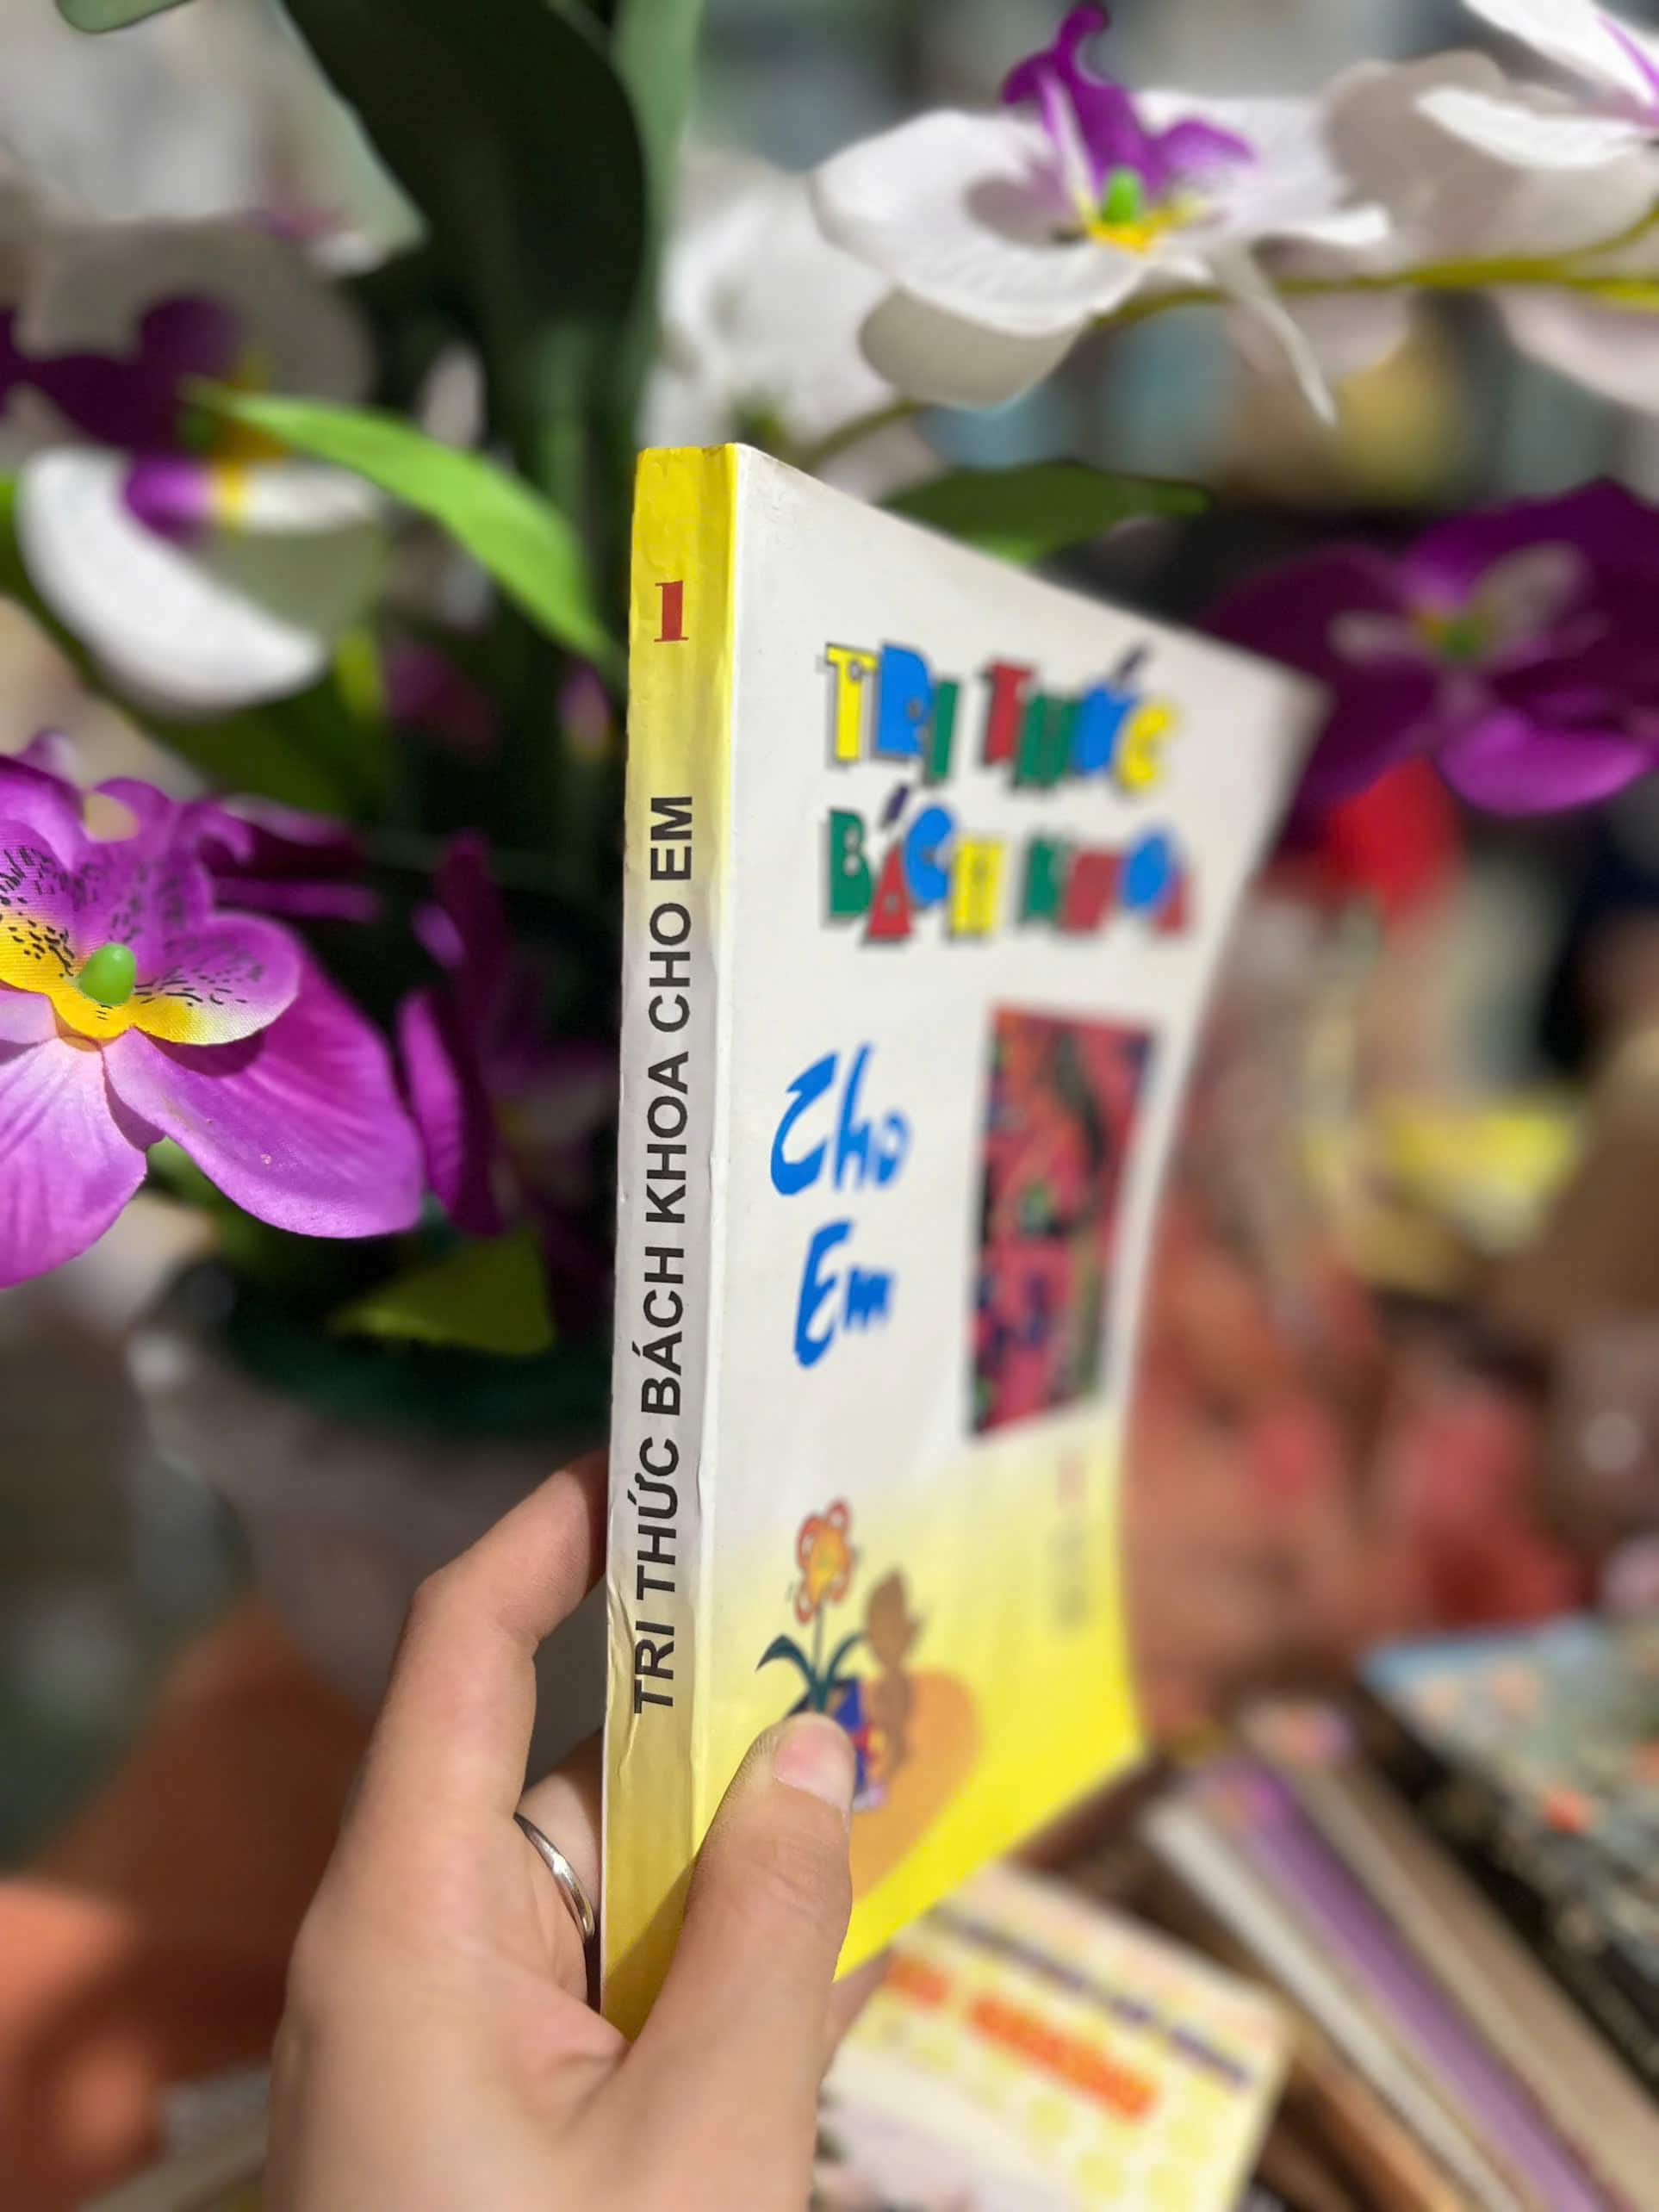 1
TRI THỨC BÁCH KHOA CHO EM
TRI THỨC
BÁCH KHOA
Cho
Em